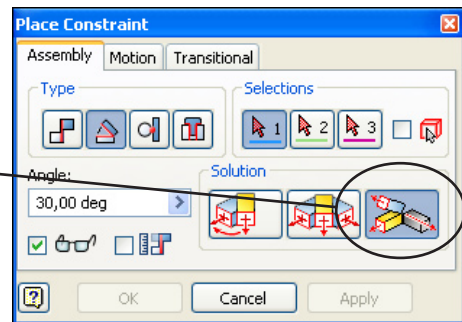 Place Constraint
Assembly Motion Transitional
Type
Selections
1 2 3
Angle:
Solution
30,00 deg
?
OK Cancel Apply